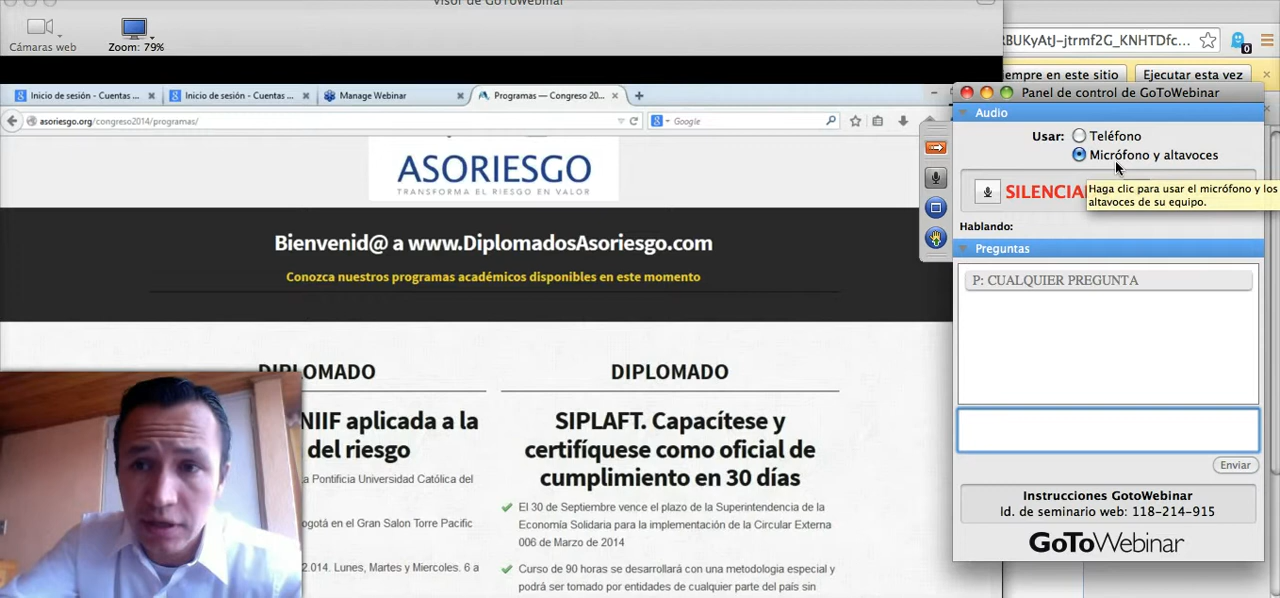 Visor de GoToWebinar
Cámaras web
Zoom: 79%
RBUKyAtJ-jtrmf2G_KNHTDfc...
0
iempre en este sitio
Ejecutar esta vez
Inicio de sesión - Cuentas ...
Inicio de sesión - Cuentas ...
Manage Webinar
Programas — Congreso 20...
asoriesgo.org/congreso2014/programas/
Google
ASORIESGO
TRANSFORMA EL RIESGO EN VALOR
Bienvenid@ a www.DiplomadosAsoriesgo.com
Conozca nuestros programas académicos disponibles en este momento
DIPLOMADO
NIIF aplicada a la
del riesgo
a Pontificia Universidad Católica del
ogotá en el Gran Salon Torre Pacific
2.014. Lunes, Martes y Miercoles. 6 a
DIPLOMADO
SIPLAFT. Capacítese y
certifíquese como oficial de
cumplimiento en 30 días
El 30 de Septiembre vence el plazo de la Superintendencia de la
Economía Solidaria para la implementación de la Circular Externa
006 de Marzo de 2014
Curso de 90 horas se desarrollará con una metodologia especial y
podrá ser tomado por entidades de cualquier parte del país sin
Panel de control de GoToWebinar
Audio
Usar: Teléfono
Micrófono y altavoces
SILENCIA
Haga clic para usar el micrófono y los
altavoces de su equipo.
Hablando:
Preguntas
P: CUALQUIER PREGUNTA
Enviar
Instrucciones GotoWebinar
Id. de seminario web: 118-214-915
GoToWebinar